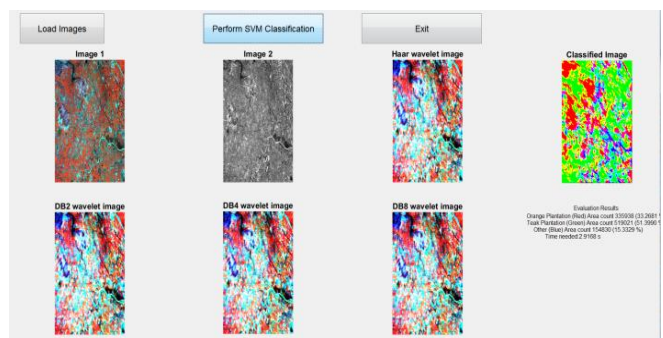 Load Images
Perform SVM Classification
Exit
Image 1
Image 2
Haar wavelet image
Classified Image
DB2 wavelet image
DB4 wavelet image
DB8 wavelet image
Evaluation Results
Orange Plantation (Red) Area count 335938 (33.2681 %
Teak Plantation (Green) Area count 519021 (51.3990 %
Other (Blue) Area count 154830 (15.3329 %)
Time needed 2.9168 s